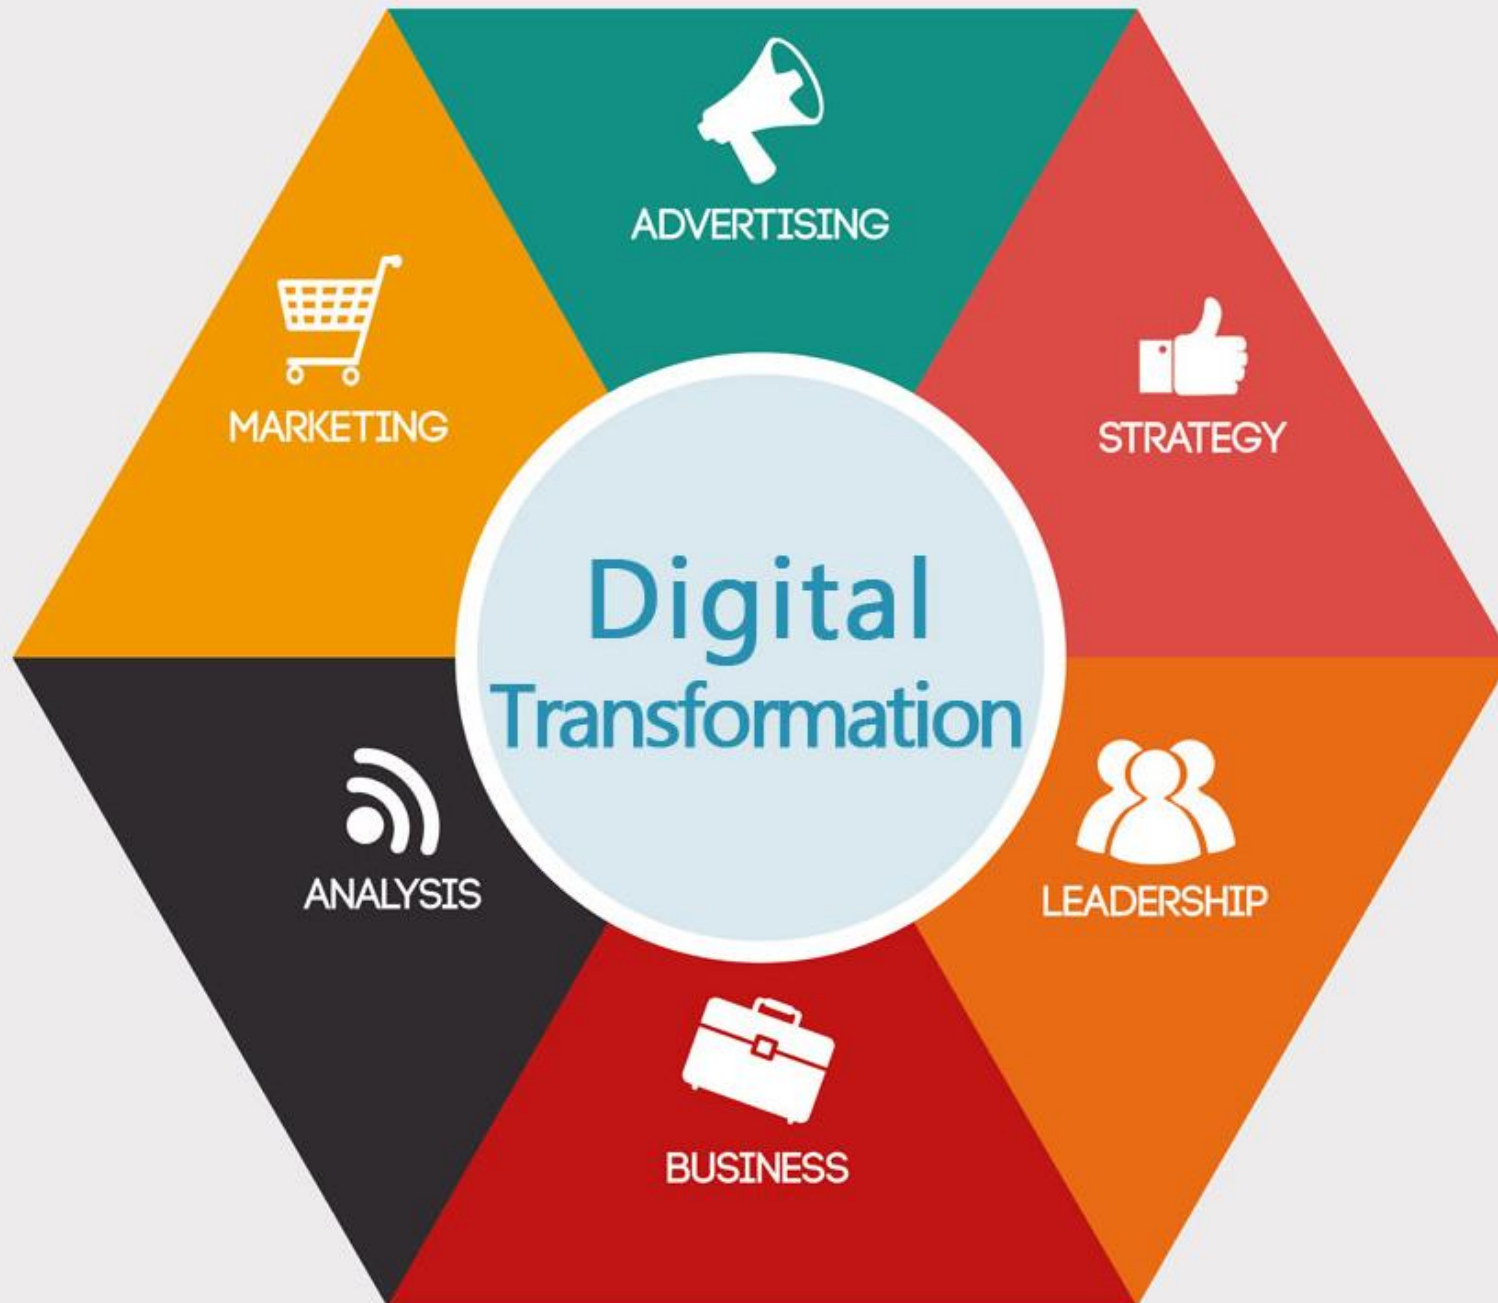 ADVERTISING
MARKETING
STRATEGY
Digital
Transformation
ANALYSIS
LEADERSHIP
BUSINESS